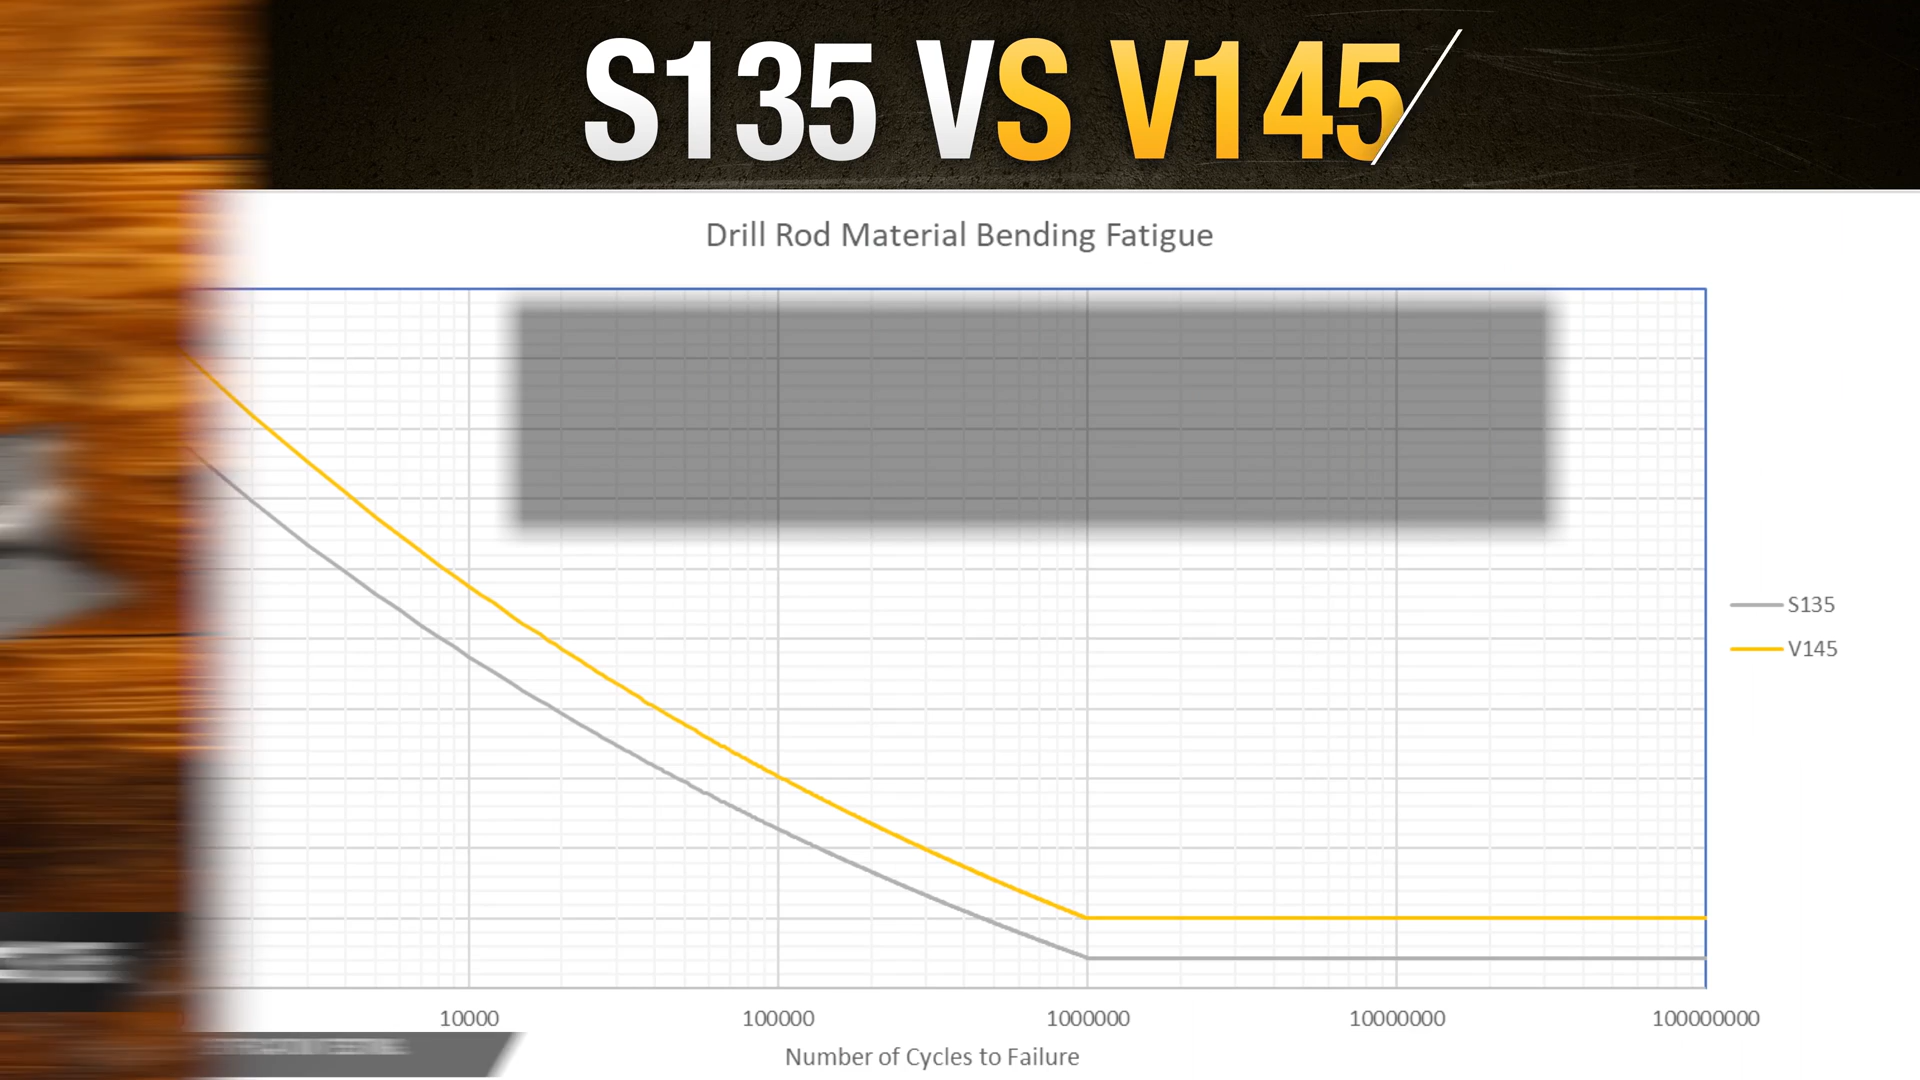 S135 VS V145
Drill Rod Material Bending Fatigue
S135
V145
10000 100000 1000000 10000000 100000000
Number of Cycles to Failure